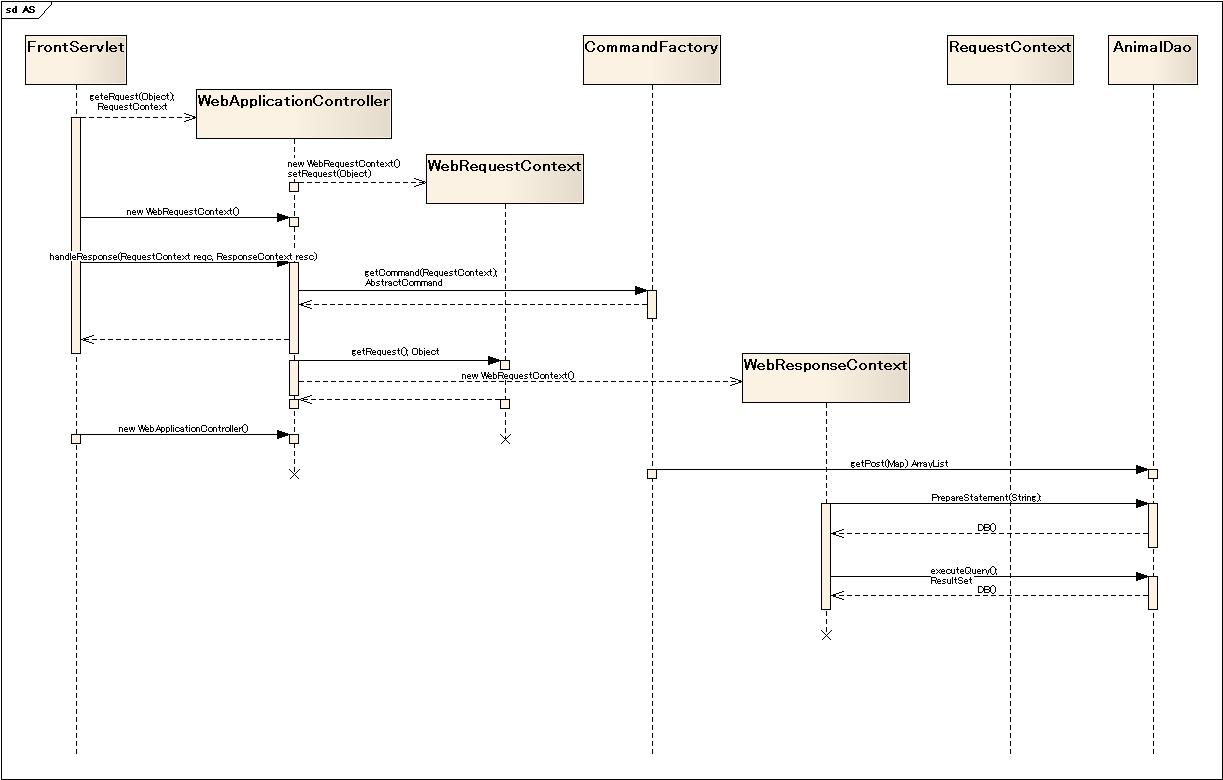 sd AS
FrontServlet
CommandFactory
RequestContext
AnimalDao
geteRquest(Object);
RequestContext
WebApplicationController
new WebRequestContext()
setRequest(Object)
WebRequestContext
new WebRequestContext()
handleResponse(RequestContext reqc, ResponseContext resc)
getCommand(RequestContext);
AbstractCommand
getRequest(); Object
WebResponseContext
new WebRequestContext()
new WebApplicationController()
getPost(Map) ArrayList
PrepareStatement(String);
DB()
executeQuery();
ResultSet
DB()